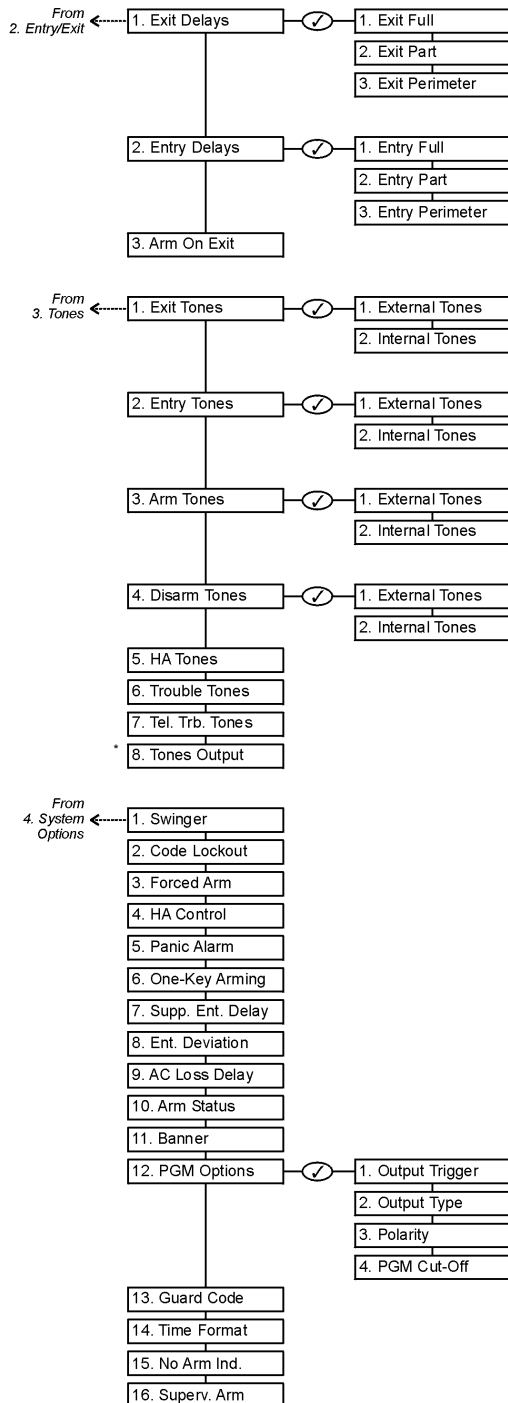 From
2. Entry/Exit
1. Exit Delays
1. Exit Full
2. Exit Part
3. Exit Perimeter
2. Entry Delays
1. Entry Full
2. Entry Part
3. Entry Perimeter
3. Arm On Exit
From
3. Tones
1. Exit Tones
1. External Tones
2. Internal Tones
2. Entry Tones
1. External Tones
2. Internal Tones
3. Arm Tones
1. External Tones
2. Internal Tones
4. Disarm Tones
1. External Tones
2. Internal Tones
5. HA Tones
6. Trouble Tones
7. Tel. Trb. Tones
* 8. Tones Output
From
4. System
Options
1. Swinger
2. Code Lockout
3. Forced Arm
4. HA Control
5. Panic Alarm
6. One-Key Arming
7. Supp. Ent. Delay
8. Ent. Deviation
9. AC Loss Delay
10. Arm Status
11. Banner
12. PGM Options
1. Output Trigger
2. Output Type
3. Polarity
4. PGM Cut-Off
13. Guard Code
14. Time Format
15. No Arm Ind.
16. Superv. Arm